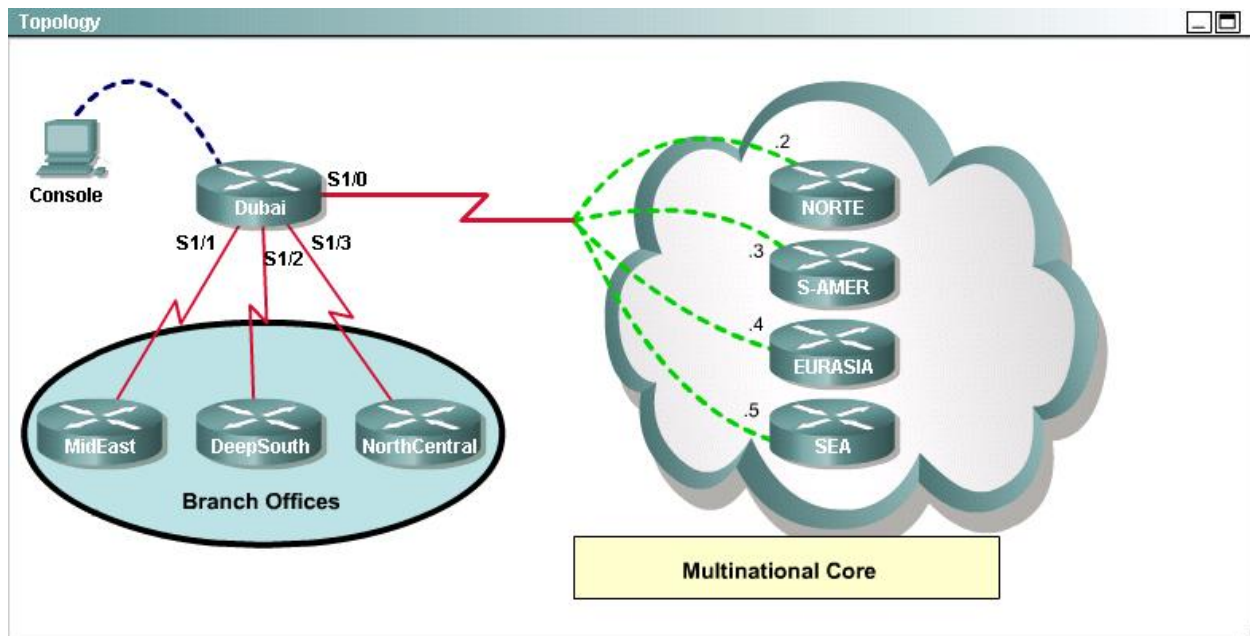 Topology
Console
Dubai
S1/0
S1/1
S1/2
S1/3
MidEast
DeepSouth
NorthCentral
Branch Offices
.2
NORTE
.3
S-AMER
.4
EURASIA
.5
SEA
Multinational Core